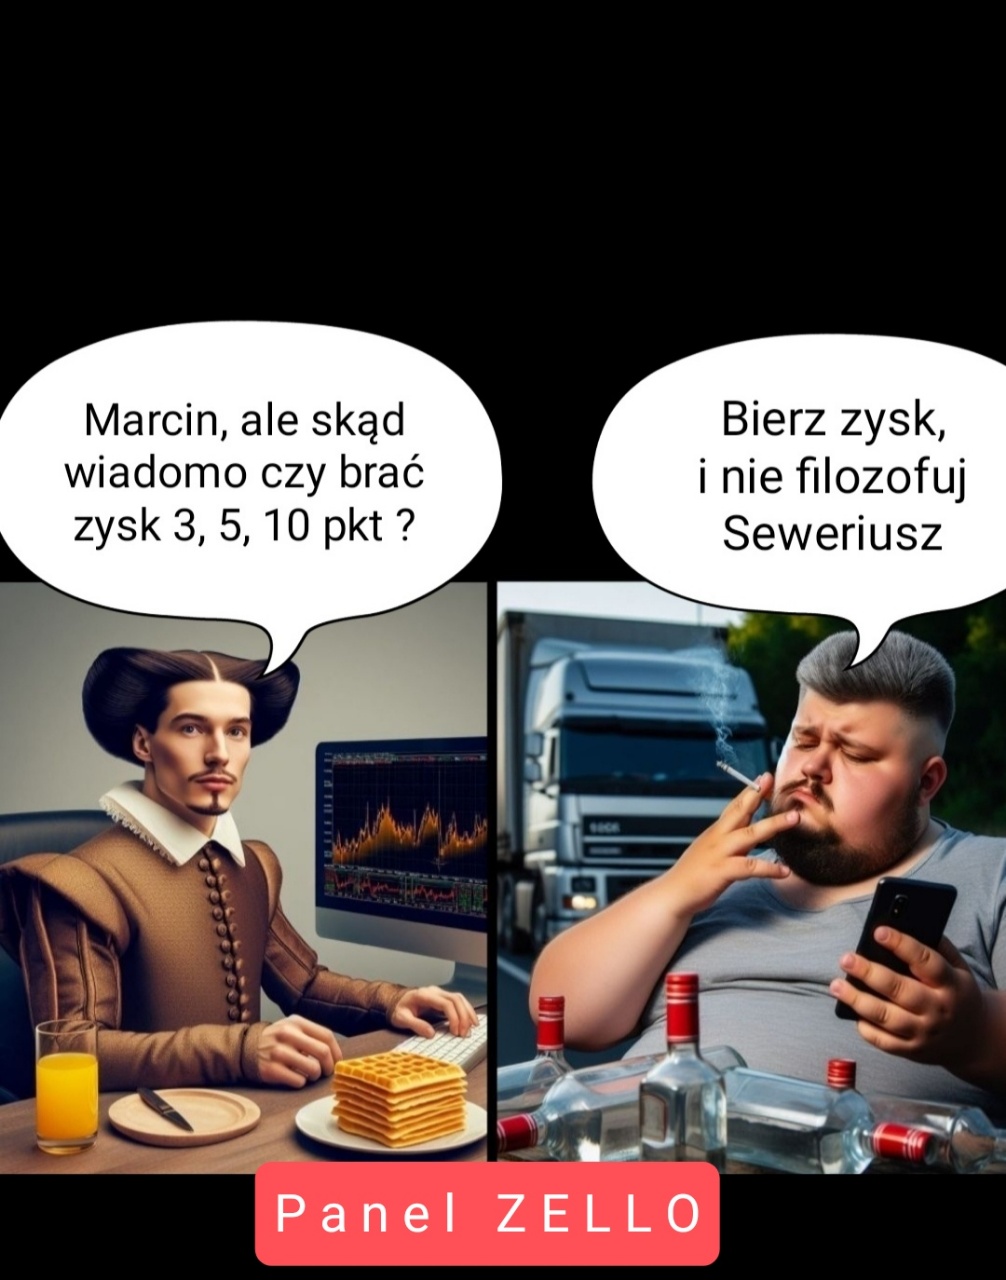 Marcin, ale skąd
wiadomo czy brać
zysk 3, 5, 10 pkt ?
Bierz zysk,
i nie filozofuj
Seweriusz
Panel ZELLO